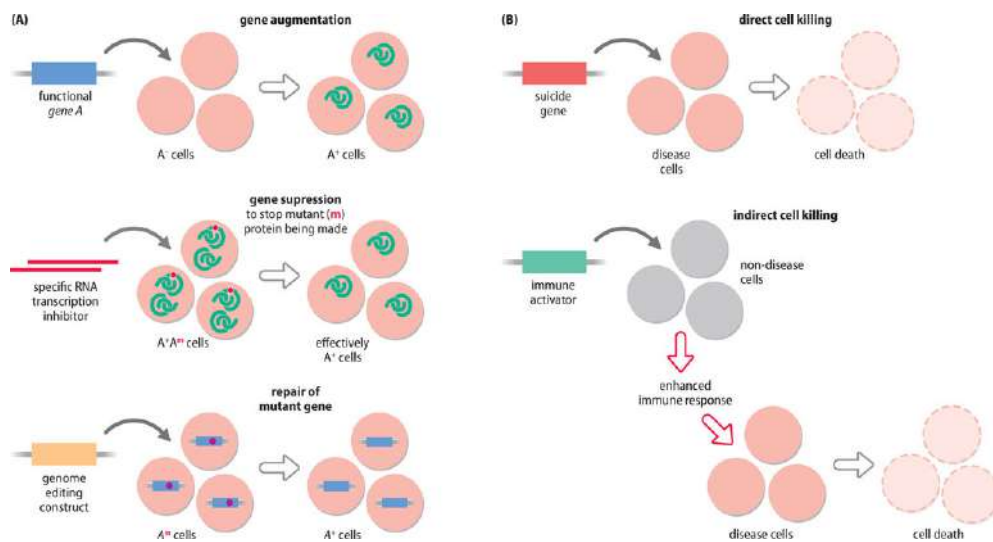 (A)
gene augmentation
functional
gene A
A⁻ cells
A⁺ cells
gene supression
to stop mutant (m)
protein being made
specific RNA
transcription
inhibitor
A⁺Aᵐ cells
effectively
A⁺ cells
repair of
mutant gene
genome
editing
construct
Aᵐ cells
A⁺ cells
(B)
direct cell killing
suicide
gene
disease
cells
cell death
indirect cell killing
immune
activator
non-disease
cells
enhanced
immune response
disease cells
cell death